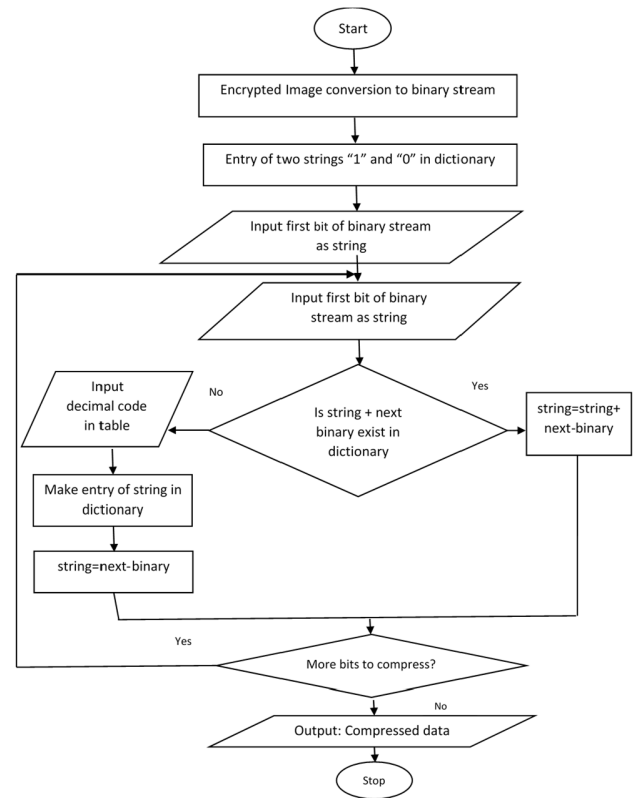 Start
Encrypted Image conversion to binary stream
Entry of two strings “1” and “0” in dictionary
Input first bit of binary stream
as string
Input first bit of binary
stream as string
Is string + next
binary exist in
dictionary
No
Yes
Input
decimal code
in table
string=string+
next-binary
Make entry of string in
dictionary
string=next-binary
Yes
More bits to compress?
No
Output: Compressed data
Stop